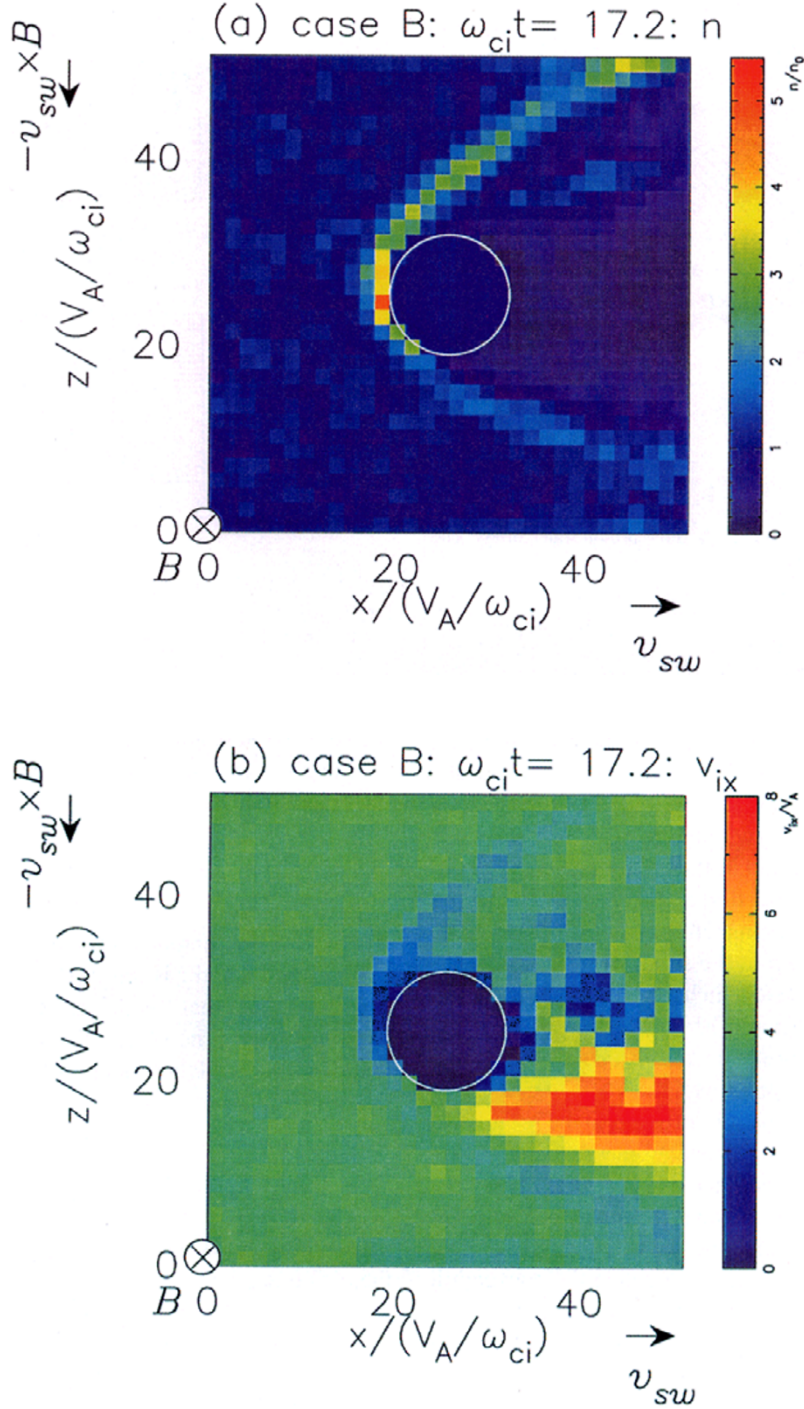 (a) case B: ω_ci t= 17.2: n
−v_sw×B
40
20
0
z/(V_A/ω_ci)
B
0 20 40
x/(V_A/ω_ci)
v_sw
5
4
3
2
1
0
n/n_0
(b) case B: ω_ci t= 17.2: v_ix
−v_sw×B
40
20
0
z/(V_A/ω_ci)
B
0 20 40
x/(V_A/ω_ci)
v_sw
8
6
4
2
0
v_ix/V_A